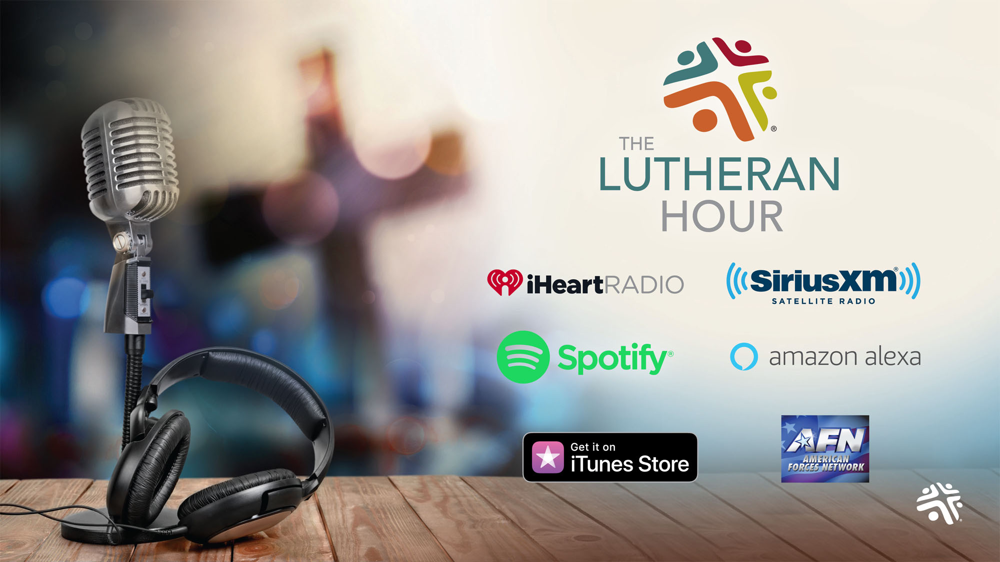 THE
LUTHERAN
HOUR
®
iHeartRADIO
SiriusXm®
SATELLITE RADIO
Spotify®
amazon alexa
Get it on
iTunes Store
AFN
AMERICAN
FORCES NETWORK
®